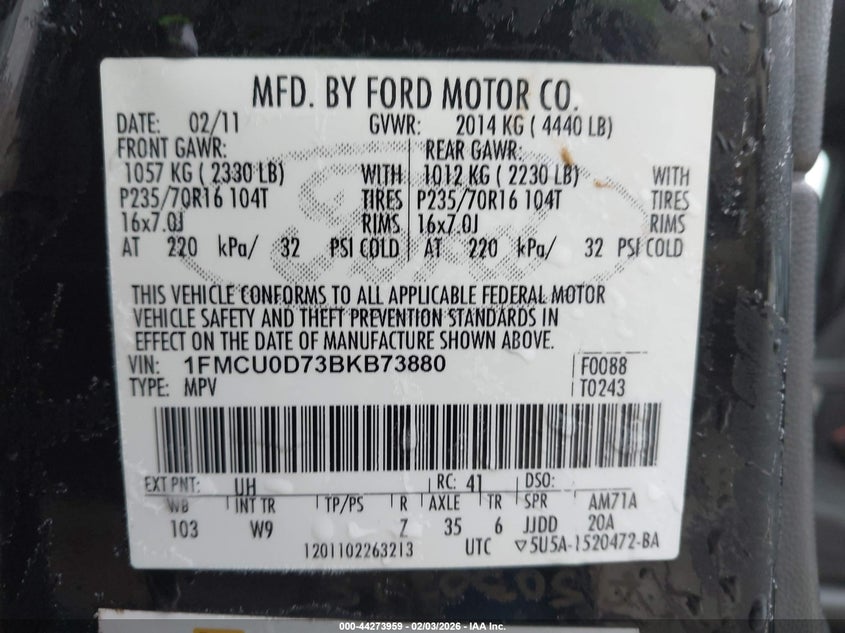 MFD. BY FORD MOTOR CO.
DATE: 02/11 GVWR: 2014 KG ( 4440 LB)
FRONT GAWR: REAR GAWR:
1057 KG ( 2330 LB) WITH 1012 KG ( 2230 LB) WITH
P235/70R16 104T TIRES P235/70R16 104T TIRES
16x7.0J RIMS 16x7.0J RIMS
AT 220 kPa/ 32 PSI COLD AT 220 kPa/ 32 PSI COLD
THIS VEHICLE CONFORMS TO ALL APPLICABLE FEDERAL MOTOR
VEHICLE SAFETY AND THEFT PREVENTION STANDARDS IN
EFFECT ON THE DATE OF MANUFACTURE SHOWN ABOVE.
VIN: 1FMCU0D73BKB73880 F0088
TYPE: MPV T0243
EXT PNT: UH RC: 41 DSO:
WB INT TR TP/PS R AXLE TR SPR AM71A
103 W9 Z 35 6 JJDD 20A
1201102263213 UTC ▽5U5A-1520472-BA
000-44273959 - 02/03/2026 - IAA Inc.